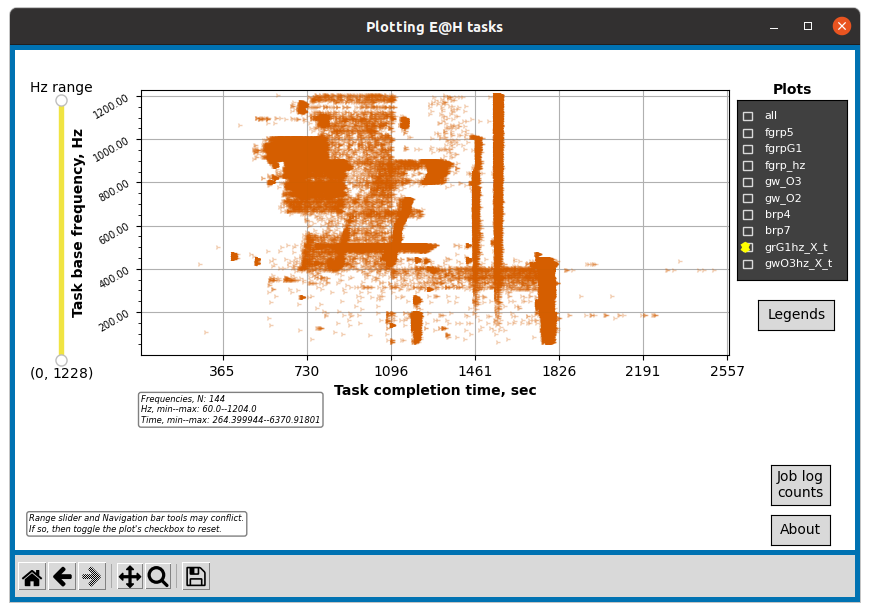 Plotting E@H tasks
Hz range
Plots
all
fgrp5
fgrpG1
fgrp_hz
gw_O3
gw_O2
brp4
brp7
grG1hz_X_t
gwO3hz_X_t
Legends
Task base frequency, Hz
1200.00
1000.00
800.00
600.00
400.00
200.00
(0, 1228)
365 730 1096 1461 1826 2191 2557
Task completion time, sec
Frequencies, N: 144
Hz, min--max: 60.0--1204.0
Time, min--max: 264.399944--6370.91801
Job log
counts
Range slider and Navigation bar tools may conflict.
If so, then toggle the plot's checkbox to reset.
About